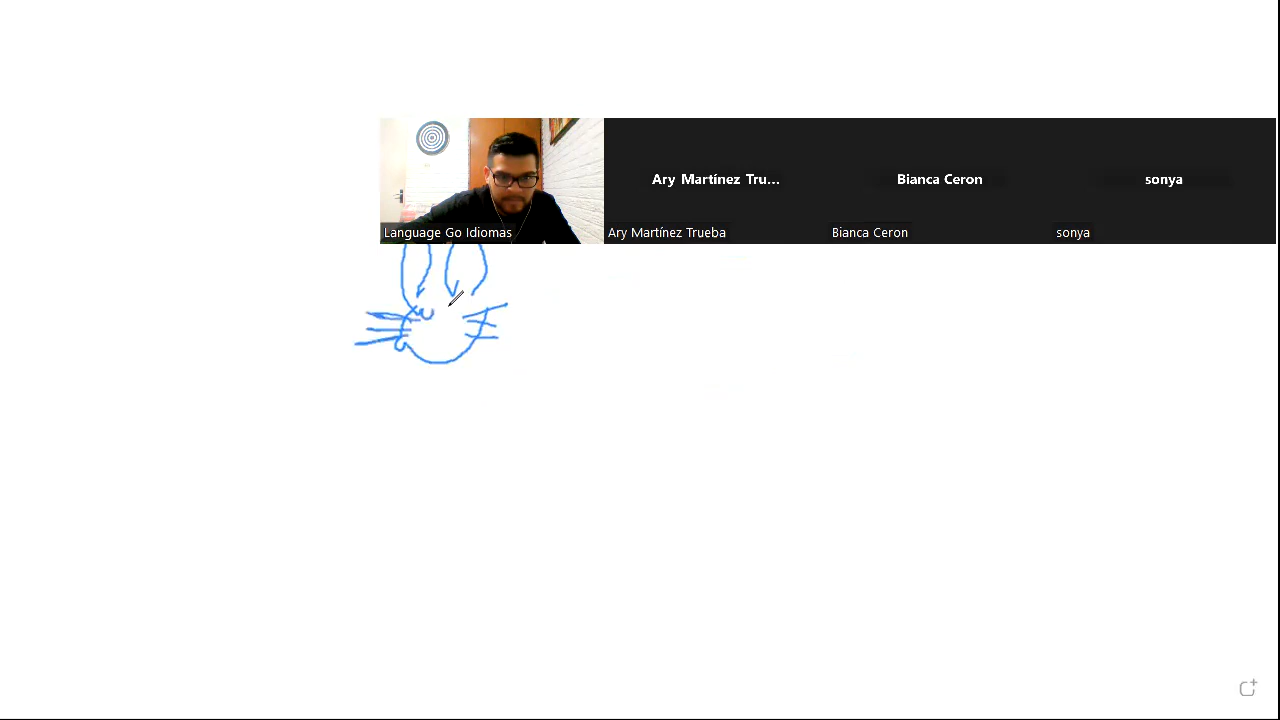 Ary Martínez Tru...
Bianca Ceron
sonya
Language Go Idiomas
Ary Martínez Trueba
Bianca Ceron
sonya